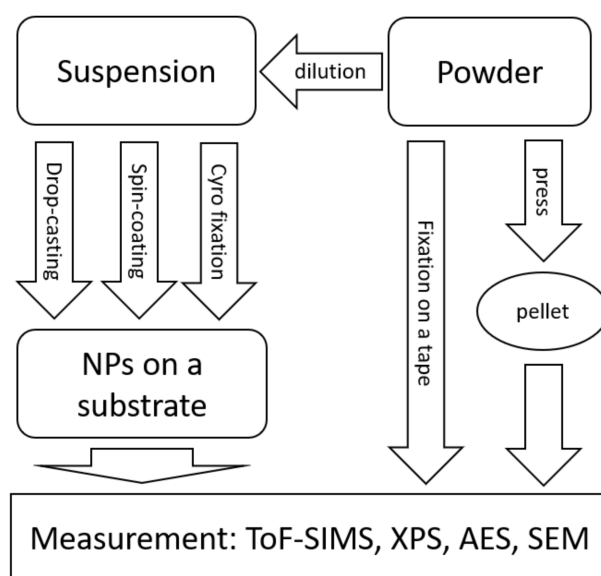 Suspension
dilution
Powder
Drop-casting
Spin-coating
Cyro fixation
Fixation on a tape
press
pellet
NPs on a
substrate
Measurement: ToF-SIMS, XPS, AES, SEM